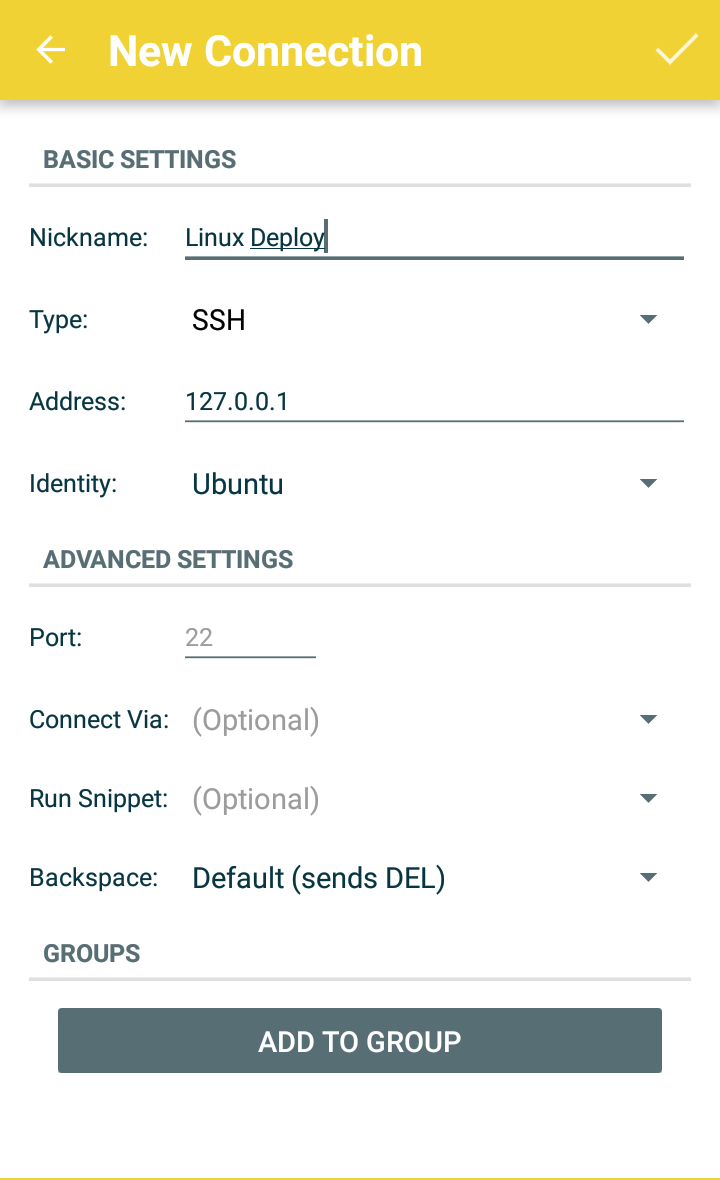 New Connection
BASIC SETTINGS
Nickname: Linux Deploy
Type: SSH
Address: 127.0.0.1
Identity: Ubuntu
ADVANCED SETTINGS
Port: 22
Connect Via: (Optional)
Run Snippet: (Optional)
Backspace: Default (sends DEL)
GROUPS
ADD TO GROUP